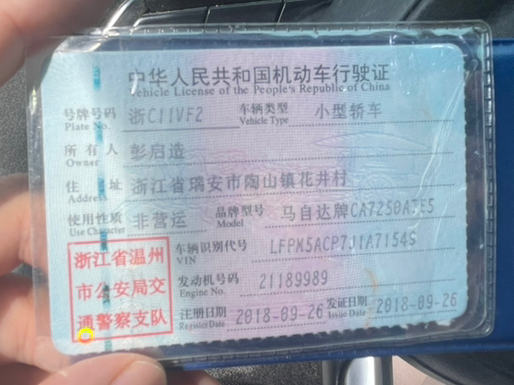 中华人民共和国机动车行驶证
Vehicle License of the People's Republic of China
号牌号码 浙C11VF2 车辆类型 小型轿车
Plate No. Vehicle Type
所有人 彭启造
Owner
住址 浙江省瑞安市陶山镇花井村
Address
使用性质 非营运 品牌型号 马自达牌CA7250ATE5
Use Character Model
浙江省温州
市公安局交
通警察支队
车辆识别代号
VIN
发动机号码 21189989
Engine No.
注册日期 2018-09-26 发证日期 2018-09-26
Register Date Issue Date